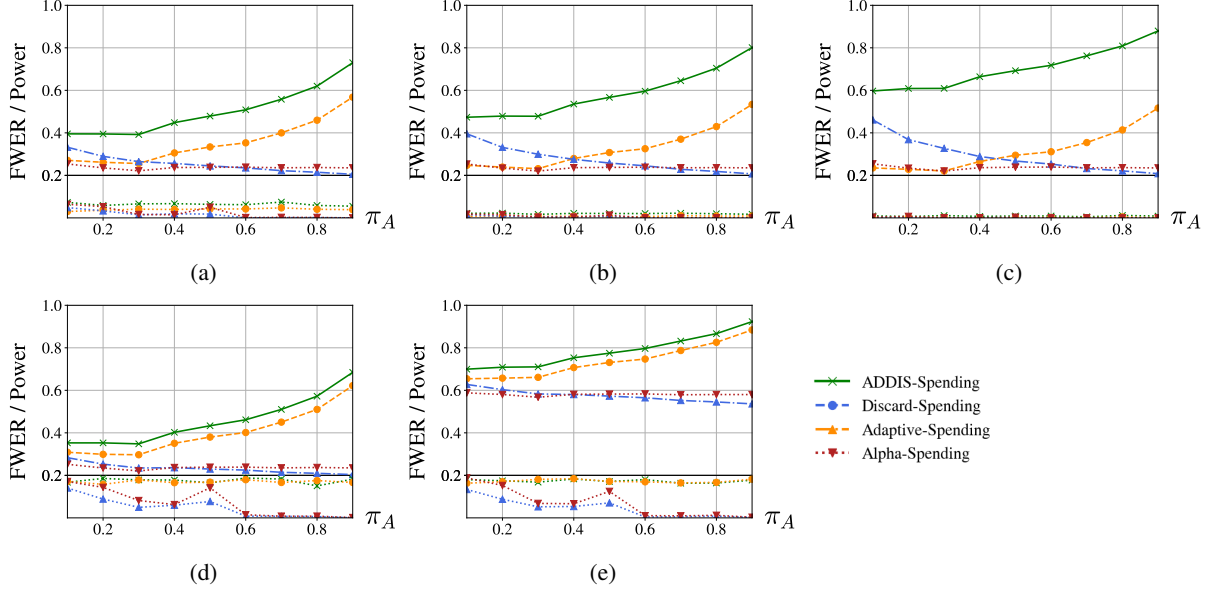 1.0 1.0 1.0
0.8 0.8 0.8
0.6 0.6 0.6
0.4 0.4 0.4
0.2 0.2 0.2
FWER / Power FWER / Power FWER / Power
0.2 0.4 0.6 0.8 π_A 0.2 0.4 0.6 0.8 π_A 0.2 0.4 0.6 0.8 π_A
(a) (b) (c)
1.0 1.0
0.8 0.8
0.6 0.6
0.4 0.4
0.2 0.2
FWER / Power FWER / Power
0.2 0.4 0.6 0.8 π_A 0.2 0.4 0.6 0.8 π_A
(d) (e)
ADDIS-Spending
Discard-Spending
Adaptive-Spending
Alpha-Spending